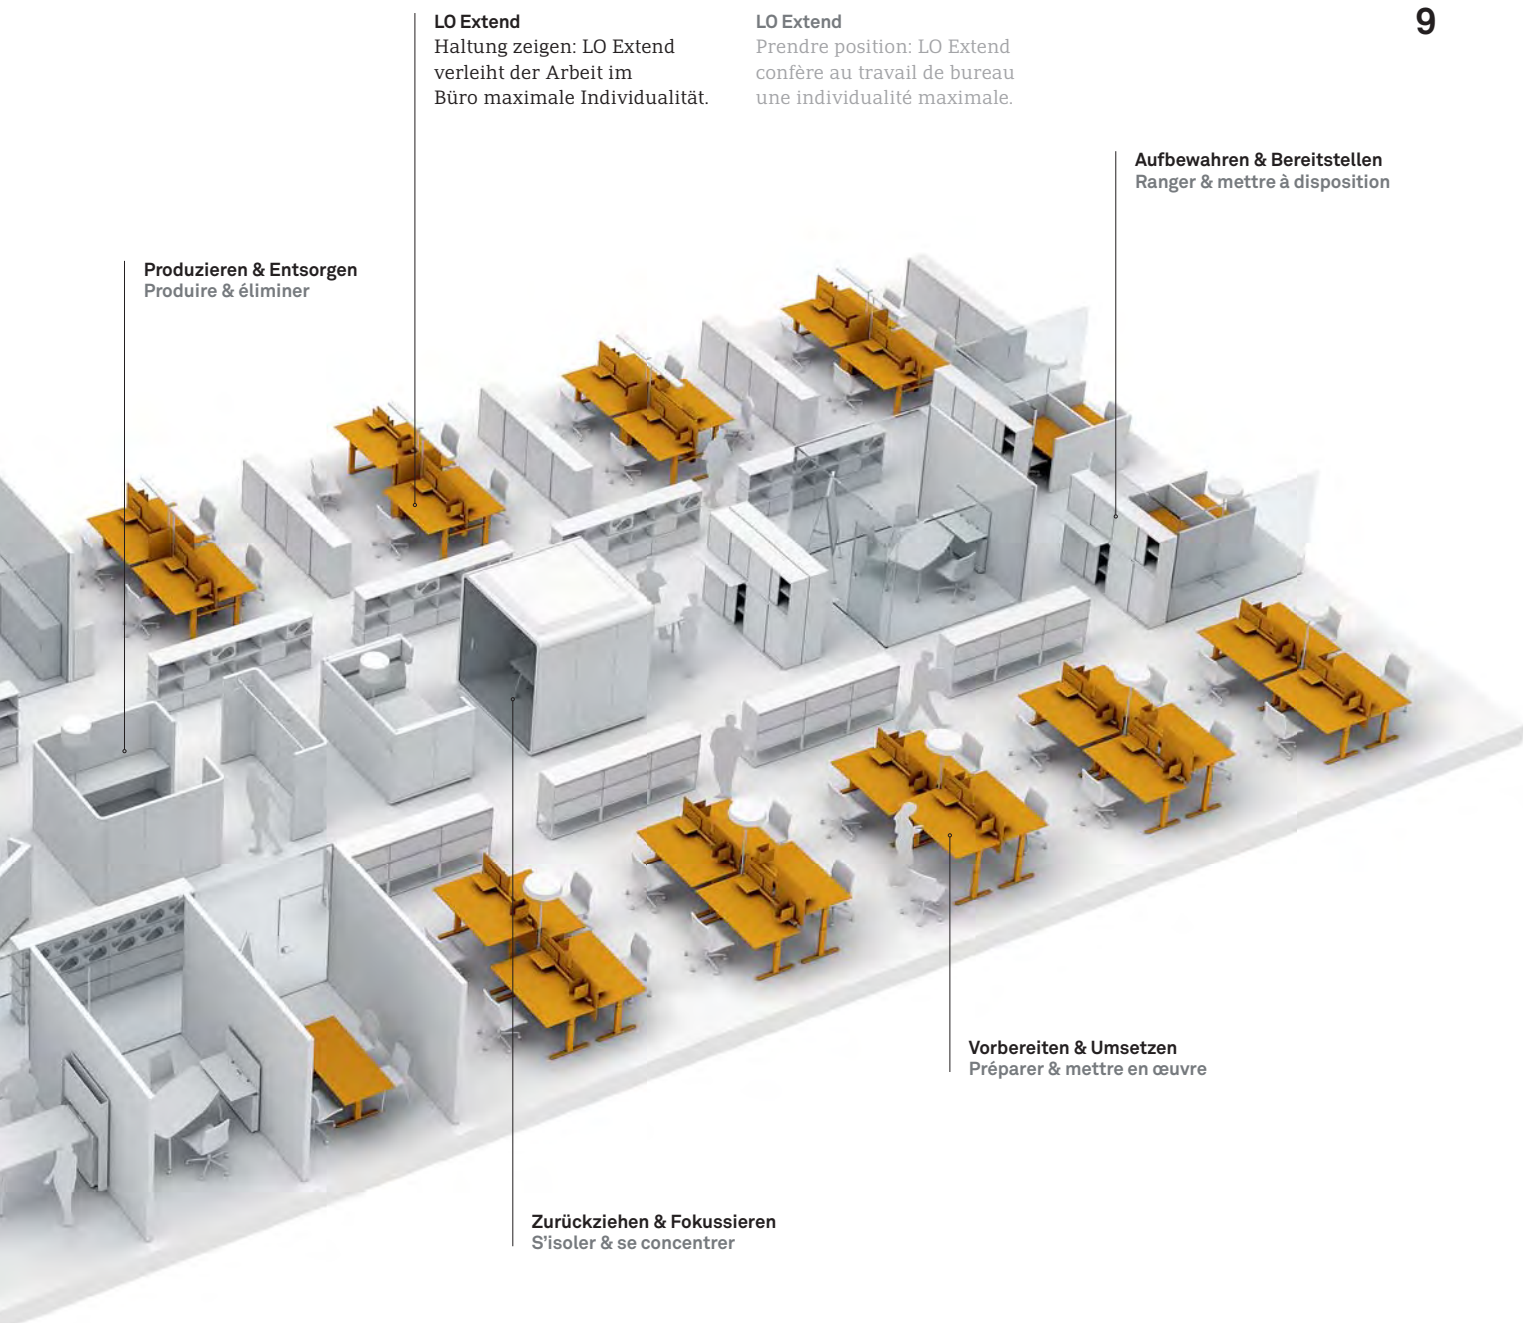 9
LO Extend
Haltung zeigen: LO Extend
verleiht der Arbeit im
Büro maximale Individualität.
LO Extend
Prendre position: LO Extend
confère au travail de bureau
une individualité maximale.
Aufbewahren & Bereitstellen
Ranger & mettre à disposition
Produzieren & Entsorgen
Produire & éliminer
Vorbereiten & Umsetzen
Préparer & mettre en œuvre
Zurückziehen & Fokussieren
S'isoler & se concentrer